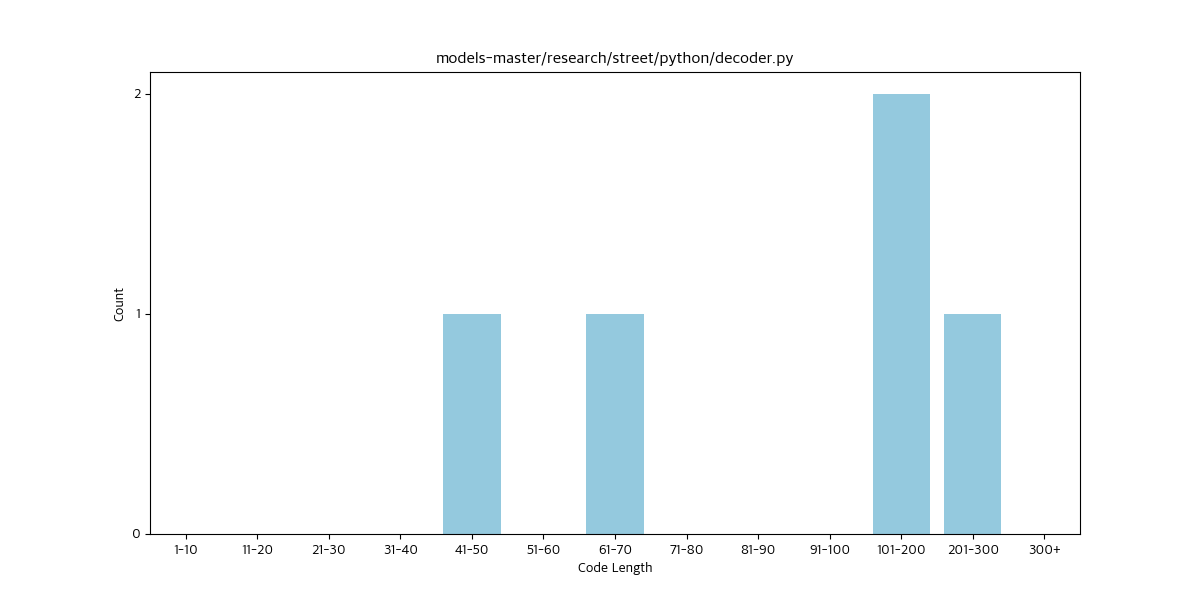 models-master/research/street/python/decoder.py
2
1
0
Count
1-10 11-20 21-30 31-40 41-50 51-60 61-70 71-80 81-90 91-100 101-200 201-300 300+
Code Length